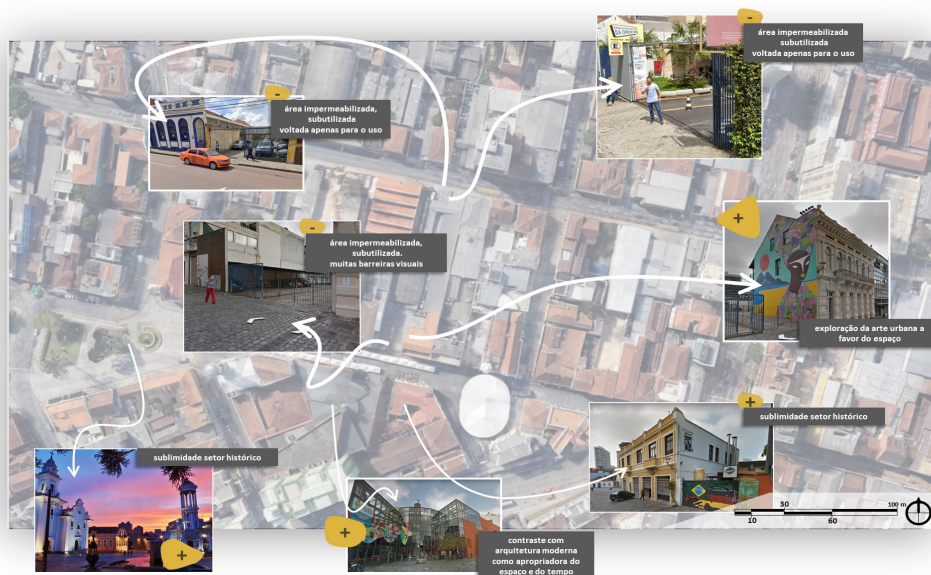 -
área impermeabilizada
subutilizada
voltada apenas para o uso
DA ORDEM
E
-
área impermeabilizada,
subutilizada
voltada apenas para o uso
-
área impermeabilizada,
subutilizada.
muitas barreiras visuais
+
exploração da arte urbana a
favor do espaço
+
sublimidade setor histórico
sublimidade setor histórico
+
+
contraste com
arquitetura moderna
como apropriadora do
espaço e do tempo
30
100 m
10
60